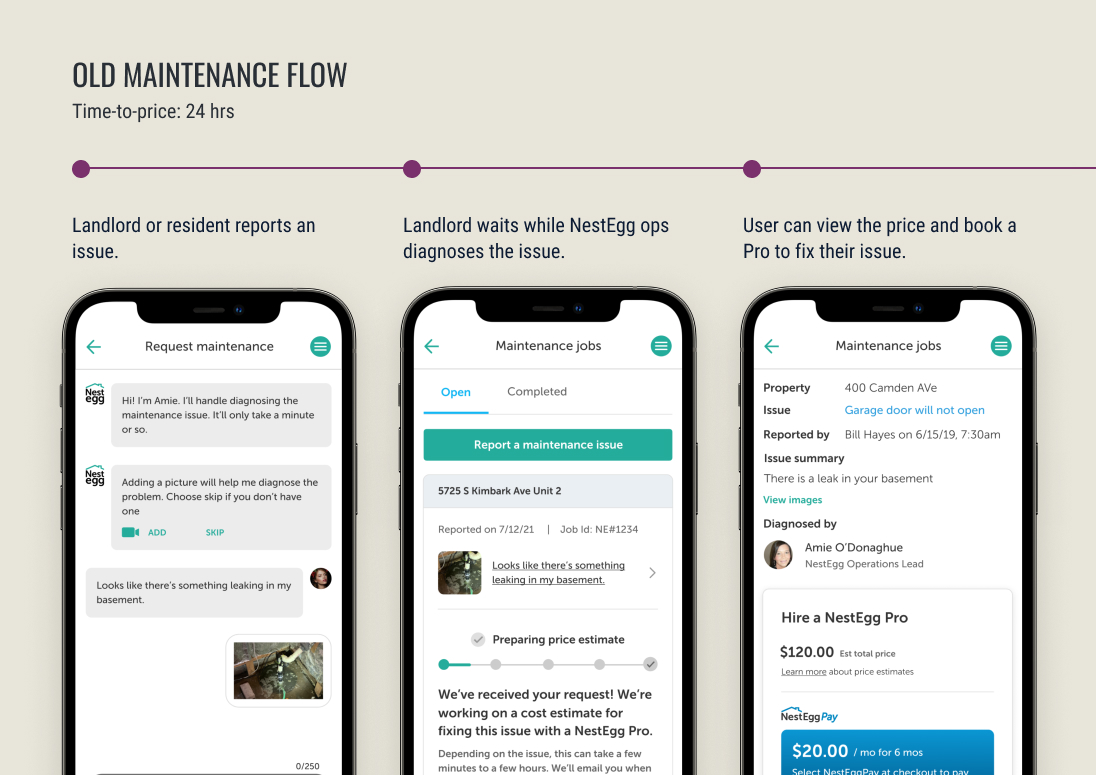 OLD MAINTENANCE FLOW
Time-to-price: 24 hrs
Landlord or resident reports an
issue.
Landlord waits while NestEgg ops
diagnoses the issue.
User can view the price and book a
Pro to fix their issue.
Request maintenance
Nest
egg
Hi! I'm Amie. I'll handle diagnosing the
maintenance issue. It'll only take a minute
or so.
Nest
egg
Adding a picture will help me diagnose the
problem. Choose skip if you don't have
one
ADD SKIP
Looks like there's something leaking in my
basement.
0/250
Maintenance jobs
Open Completed
Report a maintenance issue
5725 S Kimbark Ave Unit 2
Reported on 7/12/21 | Job Id: NE#1234
Looks like there's something
leaking in my basement.
Preparing price estimate
We've received your request! We're
working on a cost estimate for
fixing this issue with a NestEgg Pro.
Depending on the issue, this can take a few
minutes to a few hours. We'll email you when
Maintenance jobs
Property 400 Camden AVe
Issue Garage door will not open
Reported by Bill Hayes on 6/15/19, 7:30am
Issue summary
There is a leak in your basement
View images
Diagnosed by
Amie O'Donaghue
NestEgg Operations Lead
Hire a NestEgg Pro
$120.00 Est total price
Learn more about price estimates
NestEgg Pay
$20.00 / mo for 6 mos
Select NestEggPay at checkout to pay